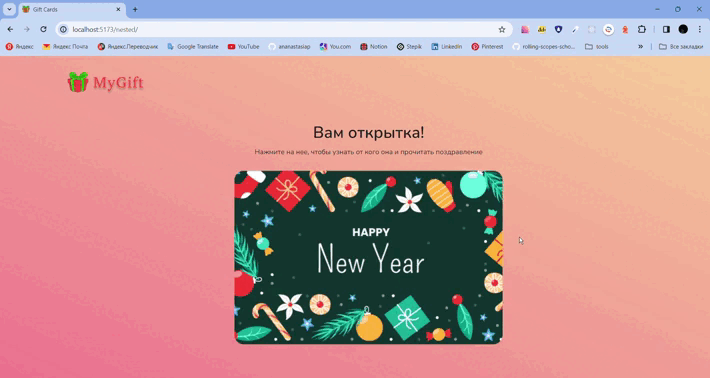 Gift Cards
localhost:5173/nested/
Яндекс
Яндекс Почта
Яндекс.Переводчик
Google Translate
YouTube
ananastasiap
You.com
Notion
Stepik
LinkedIn
Pinterest
rolling-scopes-scho...
tools
Все закладки
MyGift
Вам открытка!
Нажмите на нее, чтобы узнать от кого она и прочитать поздравление
HAPPY
New Year